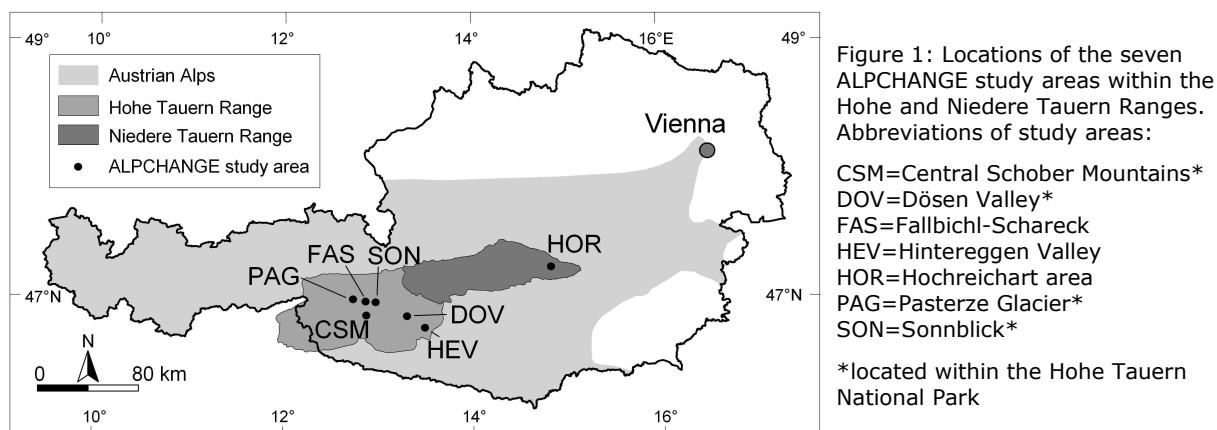 49°
10°
14°
16°E
49°
Austrian Alps
Hohe Tauern Range
Niedere Tauern Range
ALPCHANGE study area
Vienna
FAS
SON
HOR
PAG
47°
47°N
CSM
DOV
HEV
N
0
80 km
10°
12°
14°
16°
Figure 1: Locations of the seven
ALPCHANGE study areas within the
Hohe and Niedere Tauern Ranges.
Abbreviations of study areas:
CSM=Central Schober Mountains*
DOV=Dösen Valley*
FAS=Fallbichl-Schareck
HEV=Hintereggen Valley
HOR=Hochreichart area
PAG=Pasterze Glacier*
SON=Sonnblick*
*located within the Hohe Tauern
National Park